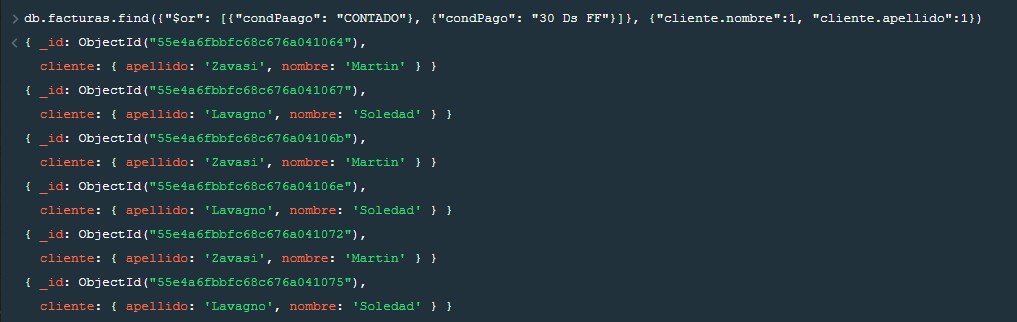 > db.facturas.find({"$or": [{"condPaago": "CONTADO"}, {"condPago": "30 Ds FF"}]}, {"cliente.nombre":1, "cliente.apellido":1})
< { _id: ObjectId("55e4a6fbbfc68c676a041064"),
cliente: { apellido: 'Zavasi', nombre: 'Martin' } }
{ _id: ObjectId("55e4a6fbbfc68c676a041067"),
cliente: { apellido: 'Lavagno', nombre: 'Soledad' } }
{ _id: ObjectId("55e4a6fbbfc68c676a04106b"),
cliente: { apellido: 'Zavasi', nombre: 'Martin' } }
{ _id: ObjectId("55e4a6fbbfc68c676a04106e"),
cliente: { apellido: 'Lavagno', nombre: 'Soledad' } }
{ _id: ObjectId("55e4a6fbbfc68c676a041072"),
cliente: { apellido: 'Zavasi', nombre: 'Martin' } }
{ _id: ObjectId("55e4a6fbbfc68c676a041075"),
cliente: { apellido: 'Lavagno', nombre: 'Soledad' } }